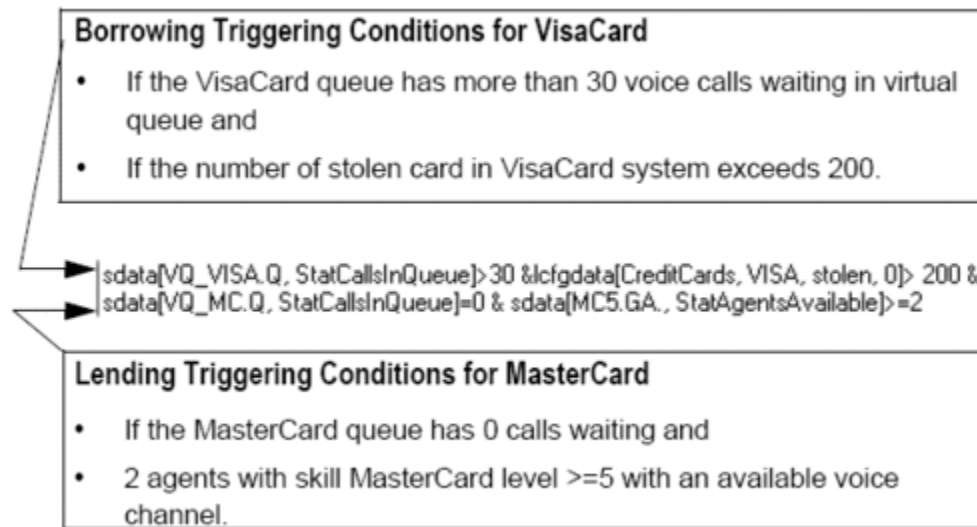 Borrowing Triggering Conditions for VisaCard
• If the VisaCard queue has more than 30 voice calls waiting in virtual
queue and
• If the number of stolen card in VisaCard system exceeds 200.
sdata[VQ_VISA.Q, StatCallsInQueue]>30 &lcfgdata[CreditCards, VISA, stolen, 0]> 200 &
sdata[VQ_MC.Q, StatCallsInQueue]=0 & sdata[MC5.GA., StatAgentsAvailable]>=2
Lending Triggering Conditions for MasterCard
• If the MasterCard queue has 0 calls waiting and
• 2 agents with skill MasterCard level >=5 with an available voice
channel.